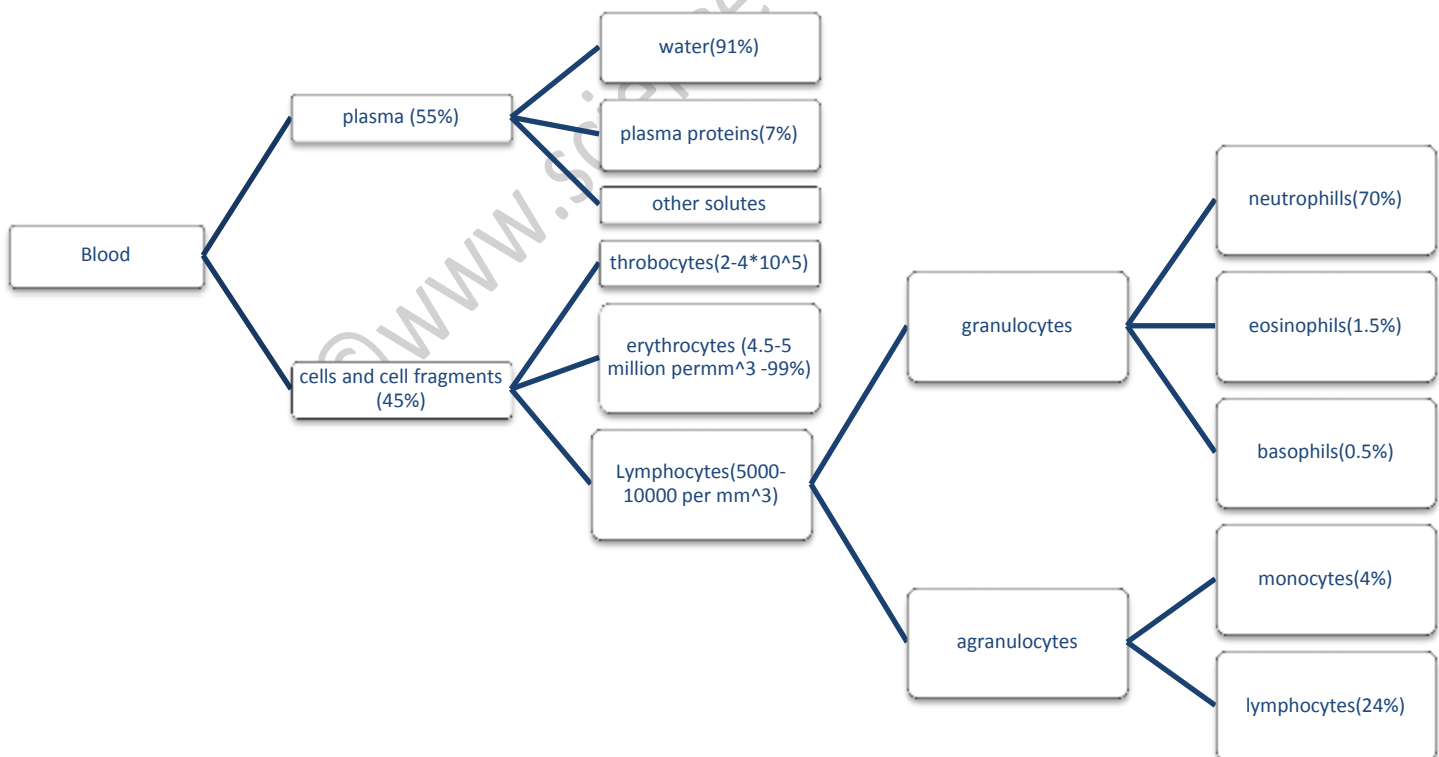 Blood
plasma (55%)
water(91%)
plasma proteins(7%)
other solutes
cells and cell fragments
(45%)
throbocytes(2-4*10^5)
erythrocytes (4.5-5
million permm^3 -99%)
Lymphocytes(5000-
10000 per mm^3)
granulocytes
neutrophills(70%)
eosinophils(1.5%)
basophils(0.5%)
agranulocytes
monocytes(4%)
lymphocytes(24%)
©www.scie